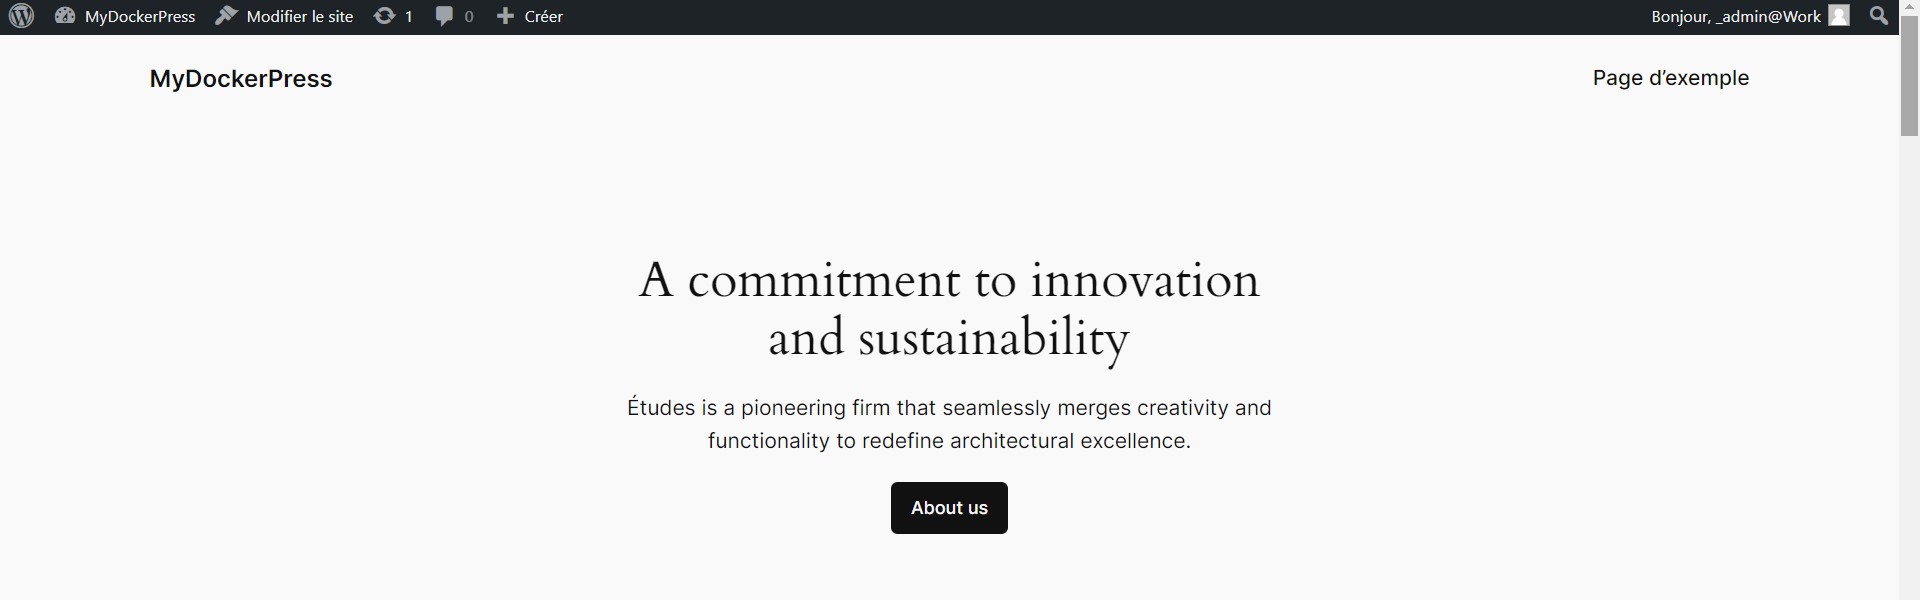 MyDockerPress Modifier le site 1 0 Créer Bonjour, _admin@Work
MyDockerPress Page d’exemple
A commitment to innovation
and sustainability
Études is a pioneering firm that seamlessly merges creativity and
functionality to redefine architectural excellence.
About us